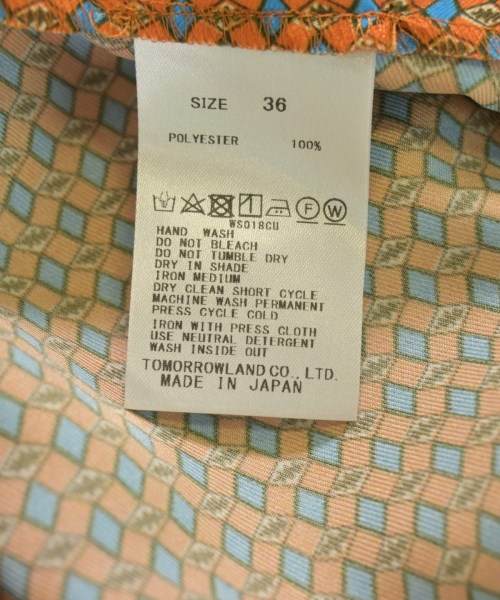 SIZE 36
POLYESTER 100%
F W
WS018CU
HAND WASH
DO NOT BLEACH
DO NOT TUMBLE DRY
DRY IN SHADE
IRON MEDIUM
DRY CLEAN SHORT CYCLE
MACHINE WASH PERMANENT
PRESS CYCLE COLD
IRON WITH PRESS CLOTH
USE NEUTRAL DETERGENT
WASH INSIDE OUT
TOMORROWLAND CO., LTD.
MADE IN JAPAN